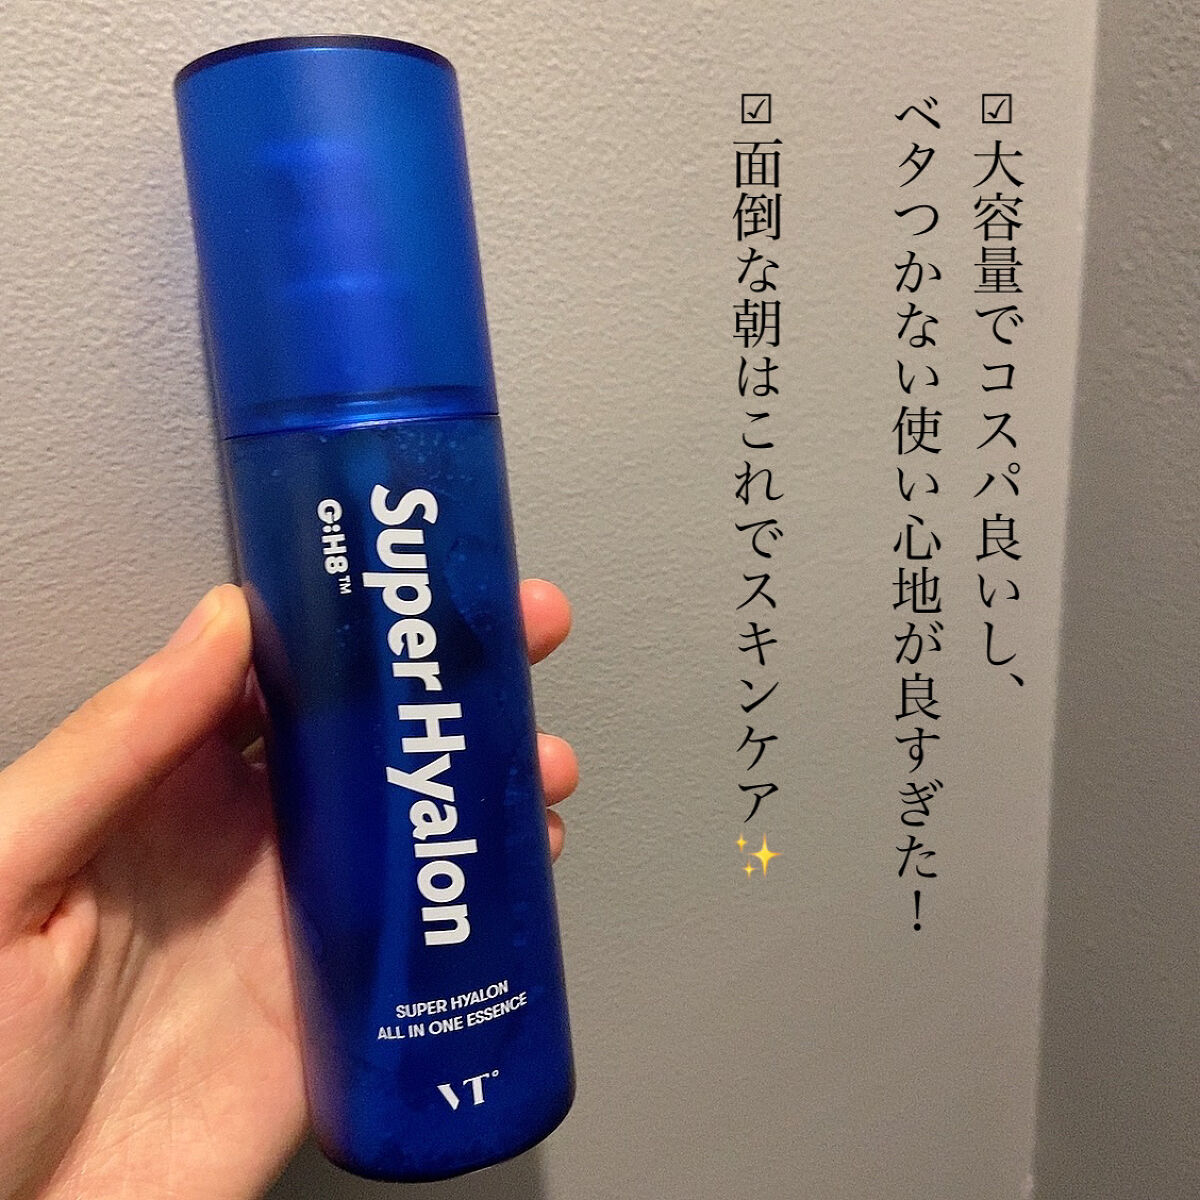 ☑大容量でコスパ良いし、
ベタつかない使い心地が良すぎた！
☑面倒な朝はこれでスキンケア✨
Super Hyalon
G:H8™
SUPER HYALON
ALL IN ONE ESSENCE
VT°